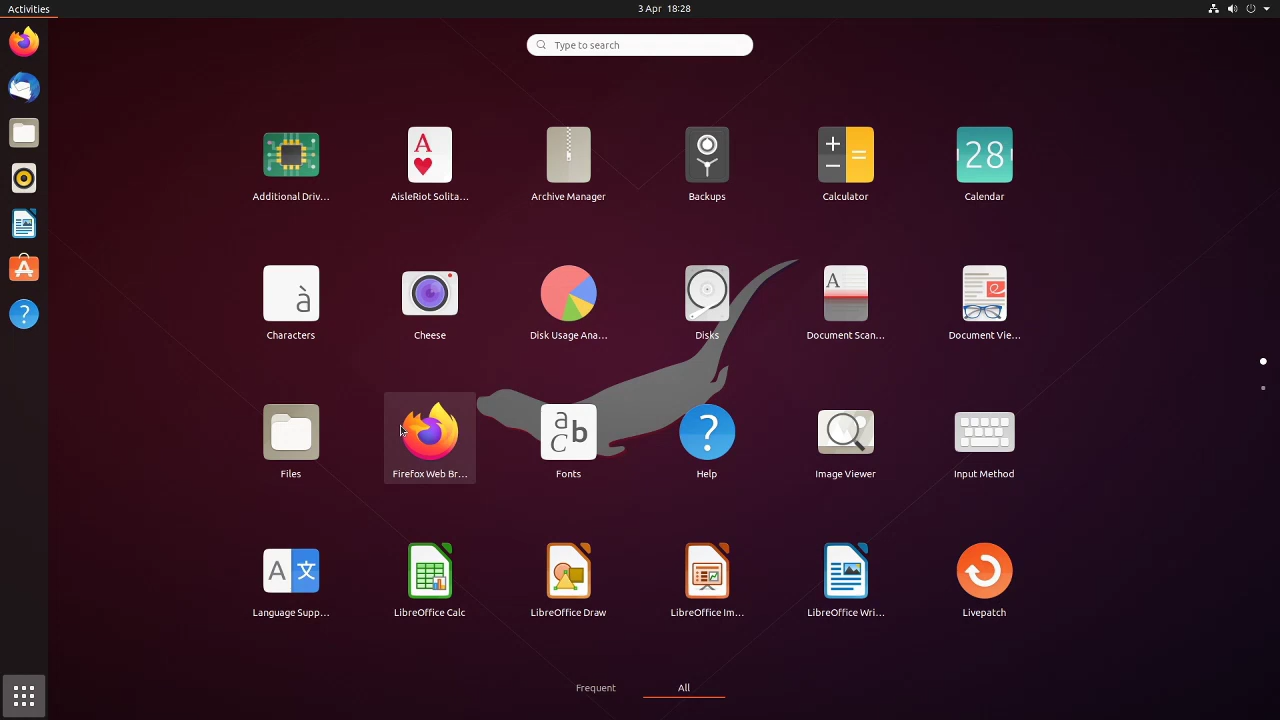 Activities
3 Apr 18:28
Type to search
Additional Driv…
AisleRiot Solita…
Archive Manager
Backups
Calculator
28
Calendar
Characters
Cheese
Disk Usage Ana…
Disks
Document Scan…
Document Vie…
Files
Firefox Web Br…
Fonts
Help
Image Viewer
Input Method
Language Supp…
LibreOffice Calc
LibreOffice Draw
LibreOffice Im…
LibreOffice Wri…
Livepatch
Frequent
All